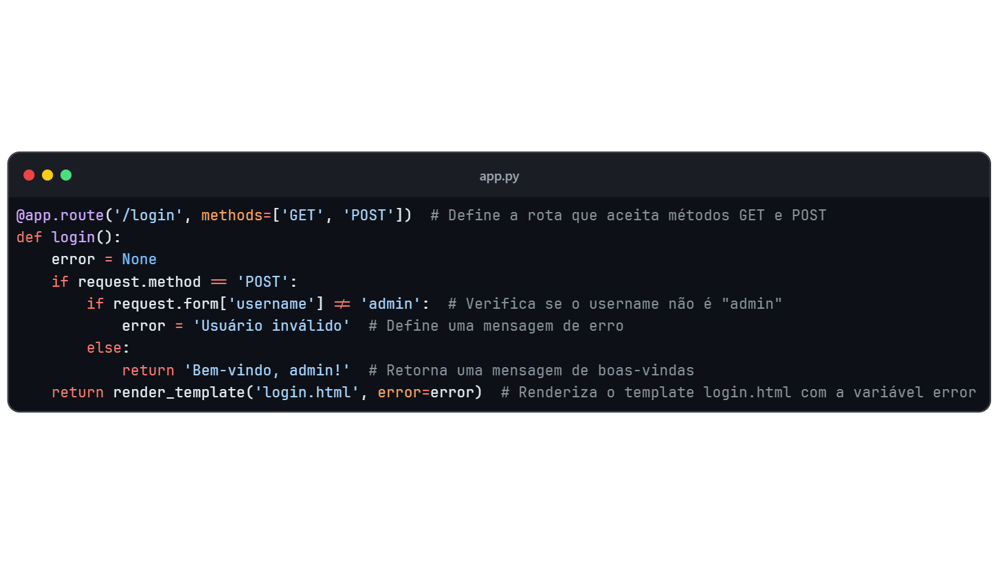 app.py
@app.route('/login', methods=['GET', 'POST'])  # Define a rota que aceita métodos GET e POST
def login():
    error = None
    if request.method == 'POST':
        if request.form['username'] != 'admin':  # Verifica se o username não é "admin"
            error = 'Usuário inválido'  # Define uma mensagem de erro
        else:
            return 'Bem-vindo, admin!'  # Retorna uma mensagem de boas-vindas
    return render_template('login.html', error=error)  # Renderiza o template login.html com a variável error